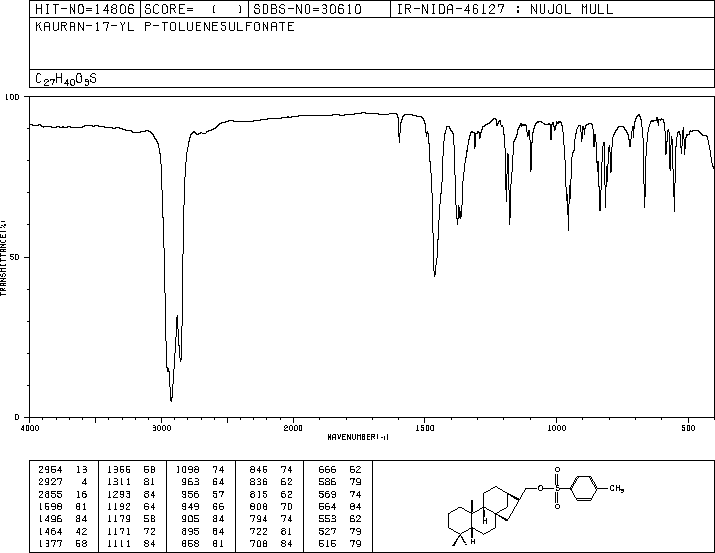 HIT-NO=14806 SCORE= ( ) SDBS-NO=30610 IR-NIDA-46127 : NUJOL MULL
KAURAN-17-YL P-TOLUENESULFONATE
C27H40O3S
100
50
0
TRANSMITTANCE(%)
4000 3000 2000 1500 1000 500
WAVENUMBER(-1)
2954 13 1366 58 1098 74 845 74 666 62
2927 4 1311 81 963 64 836 62 586 79
2855 16 1293 84 956 57 815 62 569 74
1598 81 1192 64 949 66 808 70 564 84
1496 84 1179 58 905 84 794 74 553 62
1464 42 1171 72 895 84 722 81 527 79
1377 58 1111 84 858 81 708 84 515 79
O
O S CH3
O
H
H